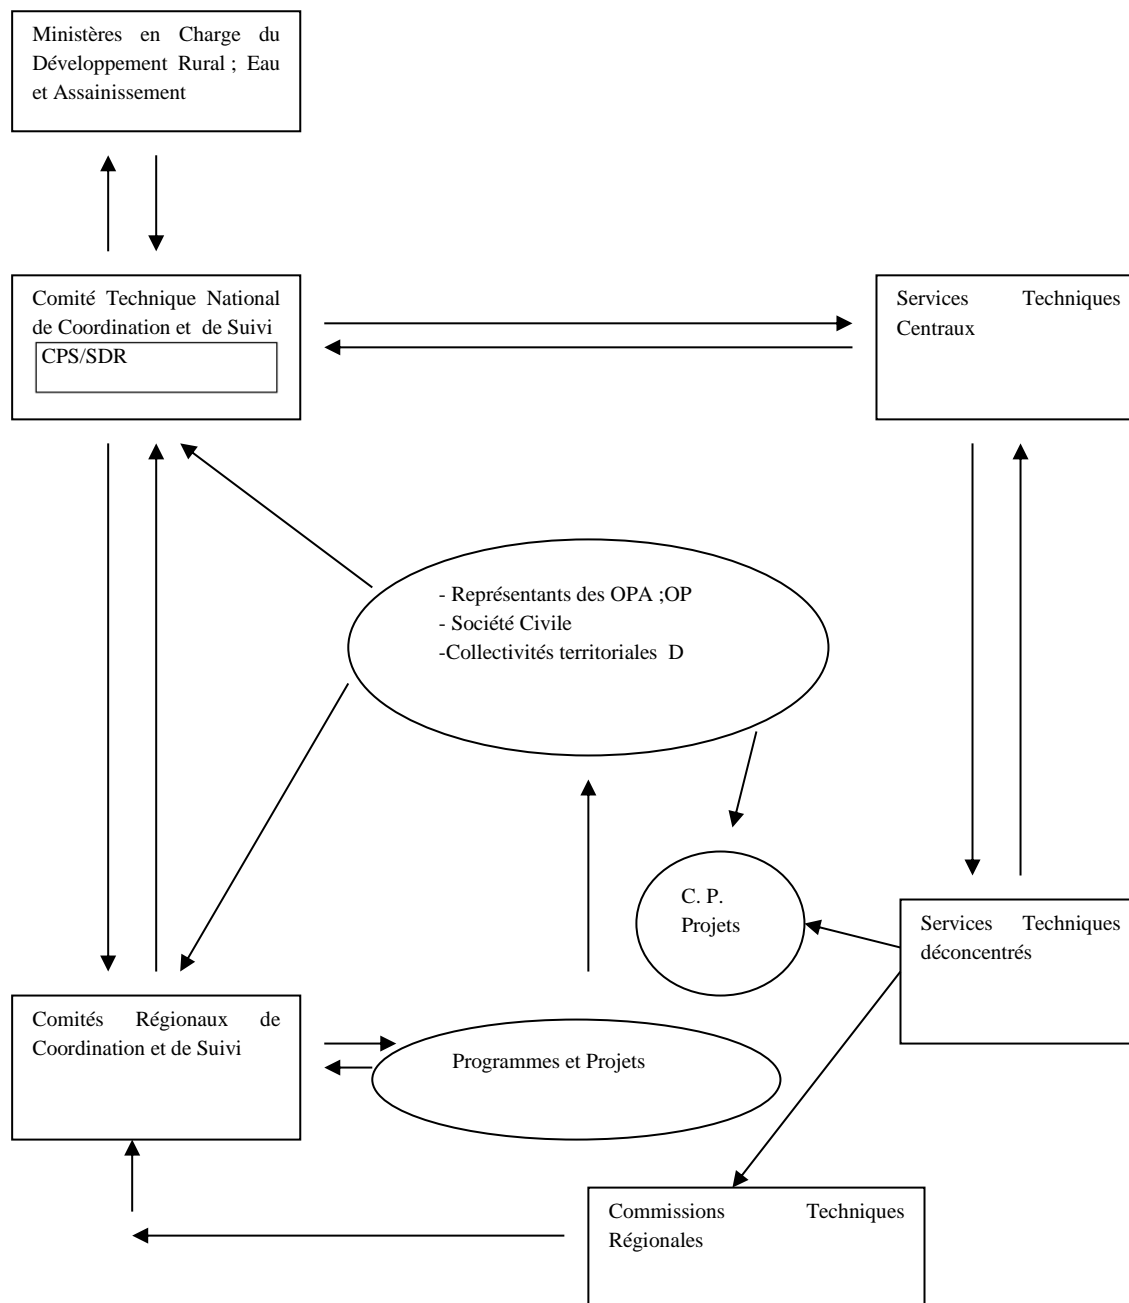 Ministères en Charge du
Développement Rural ; Eau
et Assainissement
Comité Technique National
de Coordination et de Suivi
CPS/SDR
Services Techniques
Centraux
- Représentants des OPA ;OP
- Société Civile
-Collectivités territoriales D
C. P.
Projets
Services Techniques
déconcentrés
Comités Régionaux de
Coordination et de Suivi
Programmes et Projets
Commissions Techniques
Régionales